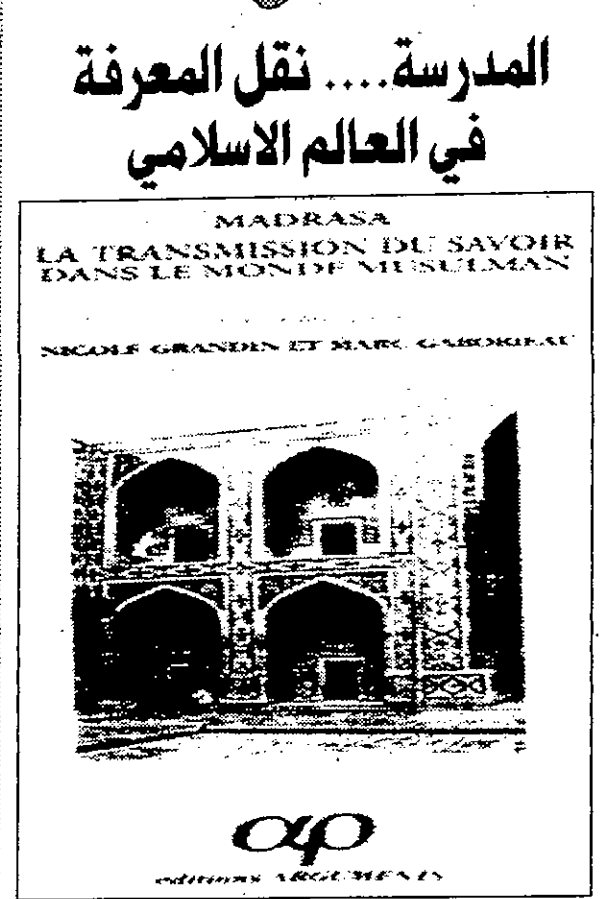 المدرسة.... نقل المعرفة
في العالم الاسلامي
MADRASA
LA TRANSMISSION DU SAVOIR
DANS LE MONDE MUSULMAN
NICOLE GRANDIN ET MARC GABORIEAU
ap
editions ARGUMENTS